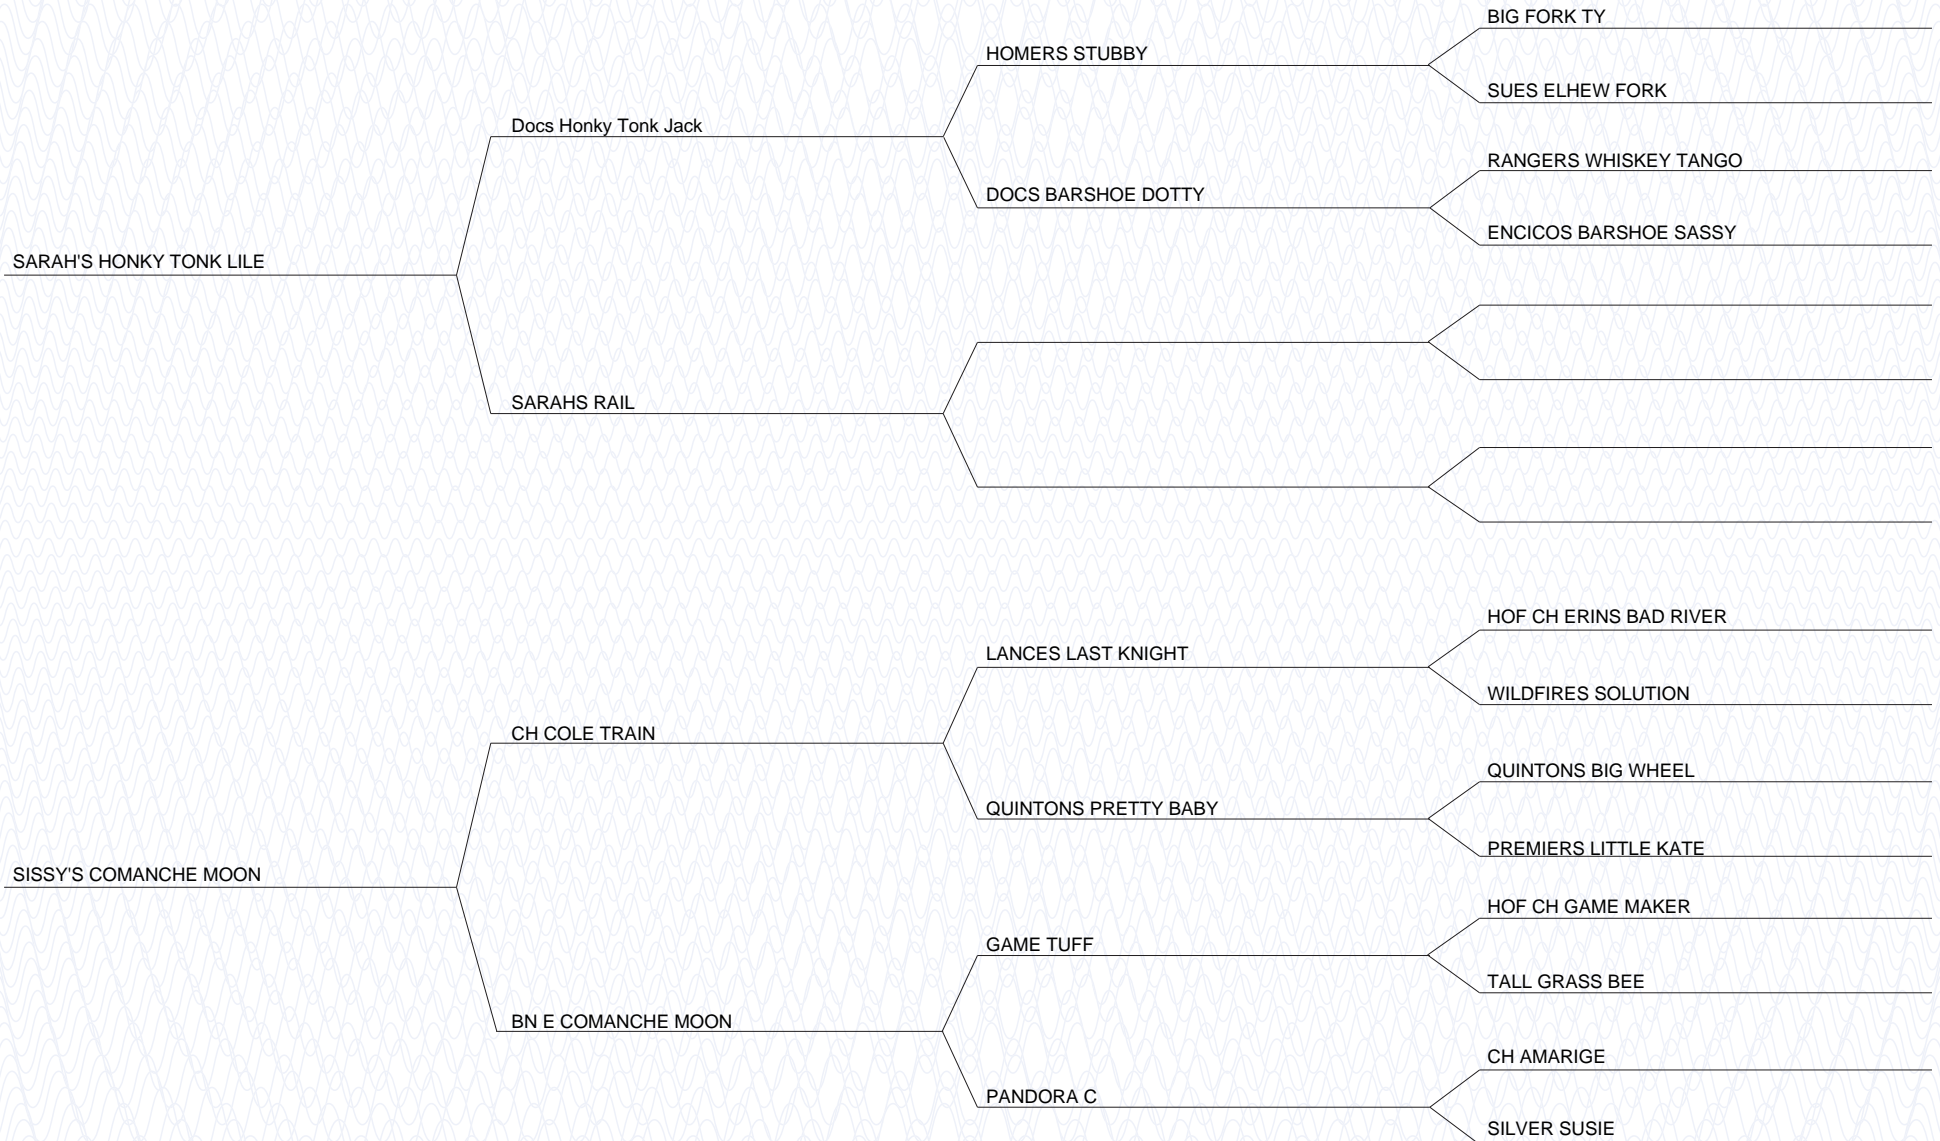 BIG FORK TY
HOMERS STUBBY
SUES ELHEW FORK
Docs Honky Tonk Jack
RANGERS WHISKEY TANGO
DOCS BARSHOE DOTTY
ENCICOS BARSHOE SASSY
SARAH'S HONKY TONK LILE
SARAHS RAIL
HOF CH ERINS BAD RIVER
LANCES LAST KNIGHT
WILDFIRES SOLUTION
CH COLE TRAIN
QUINTONS BIG WHEEL
QUINTONS PRETTY BABY
PREMIERS LITTLE KATE
SISSY'S COMANCHE MOON
HOF CH GAME MAKER
GAME TUFF
TALL GRASS BEE
BN E COMANCHE MOON
CH AMARIGE
PANDORA C
SILVER SUSIE